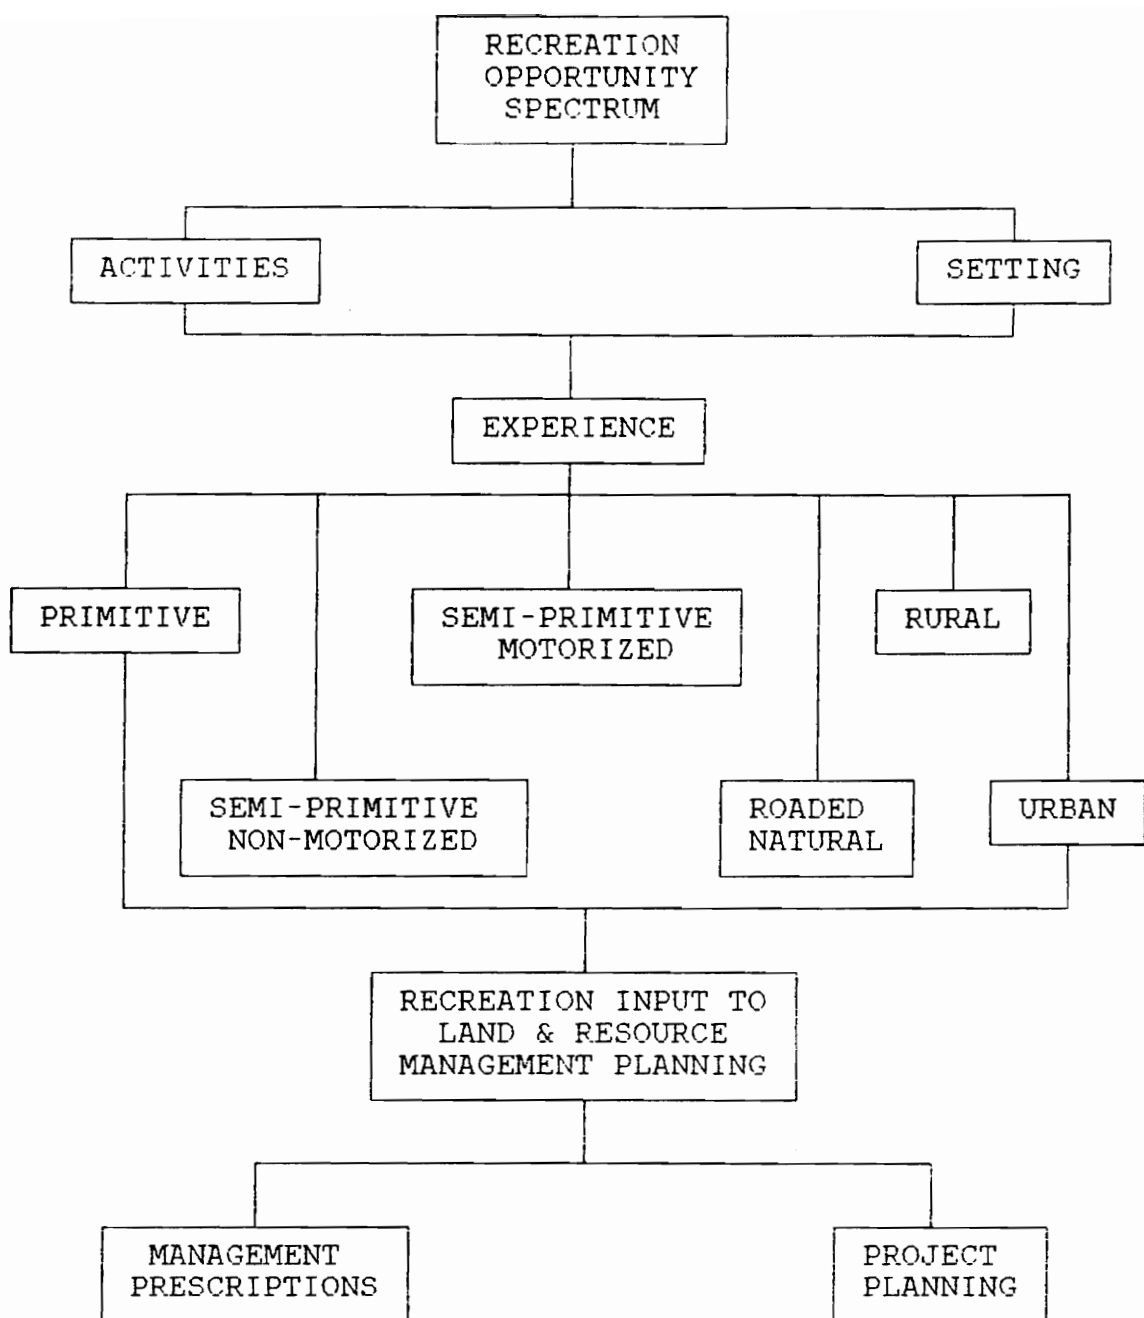 RECREATION
OPPORTUNITY
SPECTRUM
ACTIVITIES
SETTING
EXPERIENCE
PRIMITIVE
SEMI-PRIMITIVE
MOTORIZED
RURAL
SEMI-PRIMITIVE
NON-MOTORIZED
ROADED
NATURAL
URBAN
RECREATION INPUT TO
LAND & RESOURCE
MANAGEMENT PLANNING
MANAGEMENT
PRESCRIPTIONS
PROJECT
PLANNING